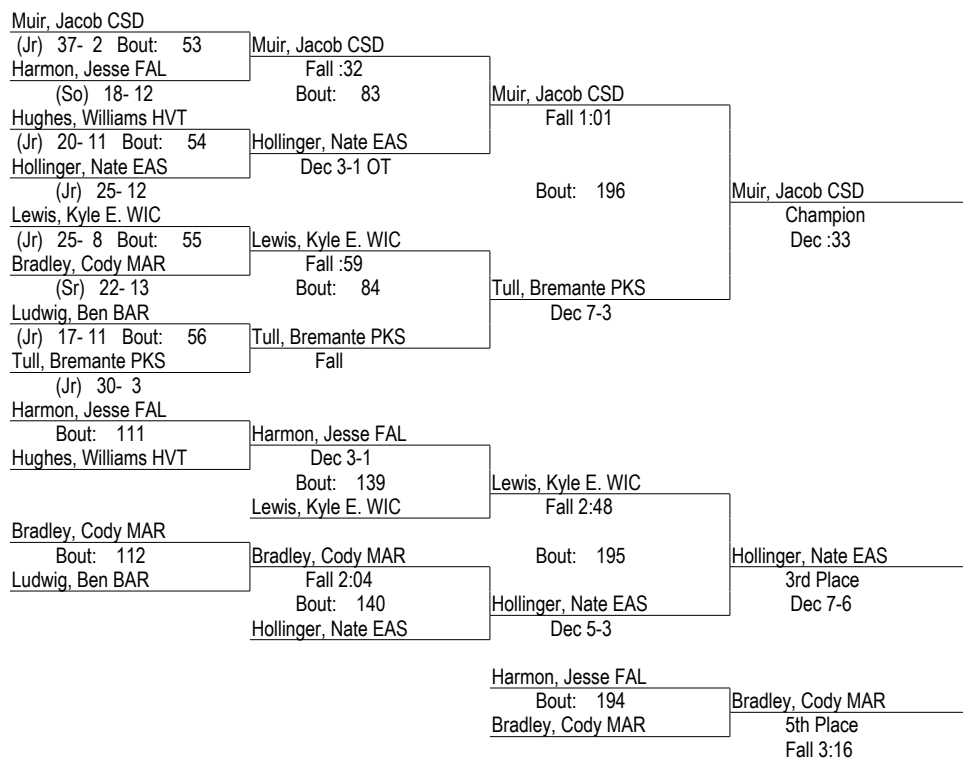 Muir, Jacob CSD
(Jr) 37- 2 Bout: 53
Muir, Jacob CSD
Harmon, Jesse FAL
Fall :32
(So) 18- 12
Bout: 83
Muir, Jacob CSD
Hughes, Williams HVT
Fall 1:01
(Jr) 20- 11 Bout: 54
Hollinger, Nate EAS
Hollinger, Nate EAS
Dec 3-1 OT
(Jr) 25- 12
Bout: 196
Muir, Jacob CSD
Lewis, Kyle E. WIC
Champion
(Jr) 25- 8 Bout: 55
Lewis, Kyle E. WIC
Dec :33
Bradley, Cody MAR
Fall :59
(Sr) 22- 13
Bout: 84
Tull, Bremante PKS
Ludwig, Ben BAR
Dec 7-3
(Jr) 17- 11 Bout: 56
Tull, Bremante PKS
Tull, Bremante PKS
Fall
(Jr) 30- 3
Harmon, Jesse FAL
Bout: 111
Harmon, Jesse FAL
Hughes, Williams HVT
Dec 3-1
Bout: 139
Lewis, Kyle E. WIC
Lewis, Kyle E. WIC
Fall 2:48
Bradley, Cody MAR
Bout: 112
Bradley, Cody MAR
Bout: 195
Hollinger, Nate EAS
Ludwig, Ben BAR
Fall 2:04
3rd Place
Bout: 140
Hollinger, Nate EAS
Dec 7-6
Hollinger, Nate EAS
Dec 5-3
Harmon, Jesse FAL
Bout: 194
Bradley, Cody MAR
Bradley, Cody MAR
5th Place
Fall 3:16